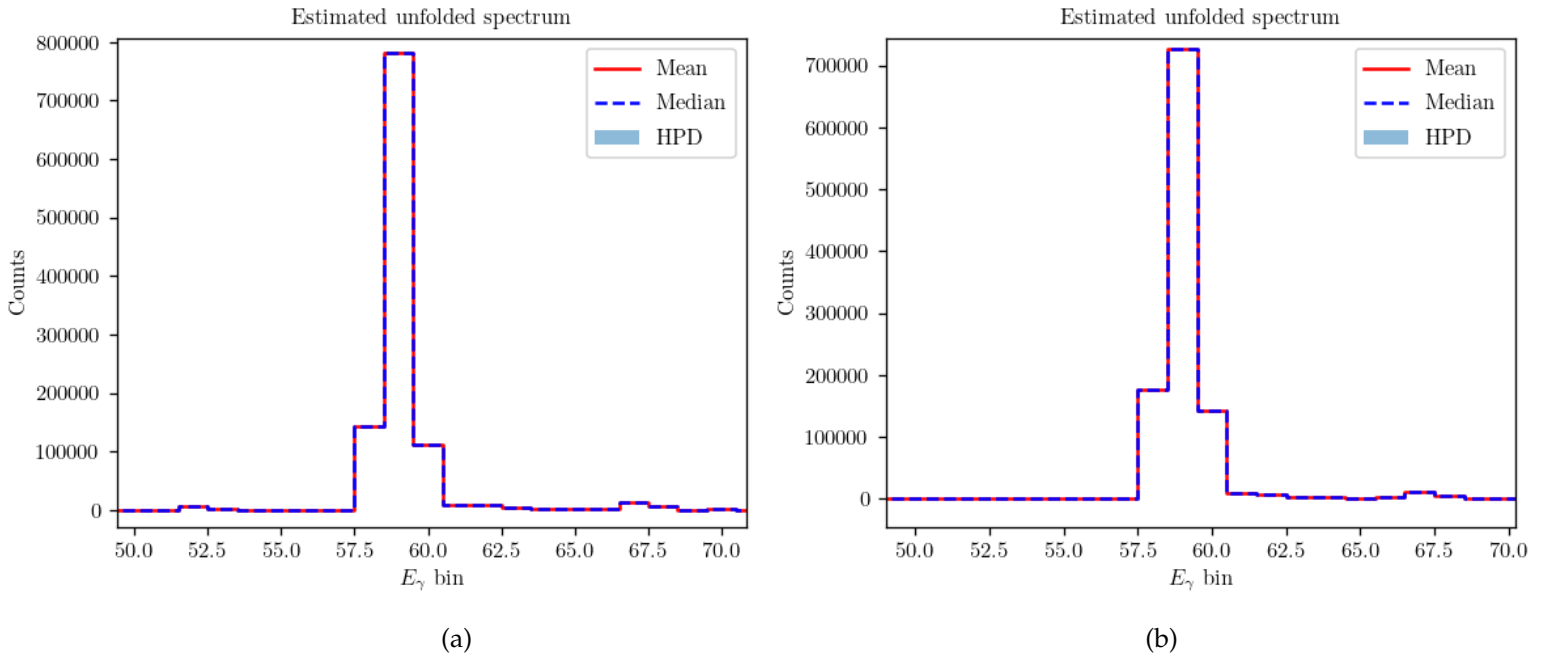 Estimated unfolded spectrum
800000
700000
600000
500000
400000
300000
200000
100000
0
Counts
Mean
Median
HPD
50.0 52.5 55.0 57.5 60.0 62.5 65.0 67.5 70.0
Eγ bin
(a)
Estimated unfolded spectrum
700000
600000
500000
400000
300000
200000
100000
0
Counts
Mean
Median
HPD
50.0 52.5 55.0 57.5 60.0 62.5 65.0 67.5 70.0
Eγ bin
(b)